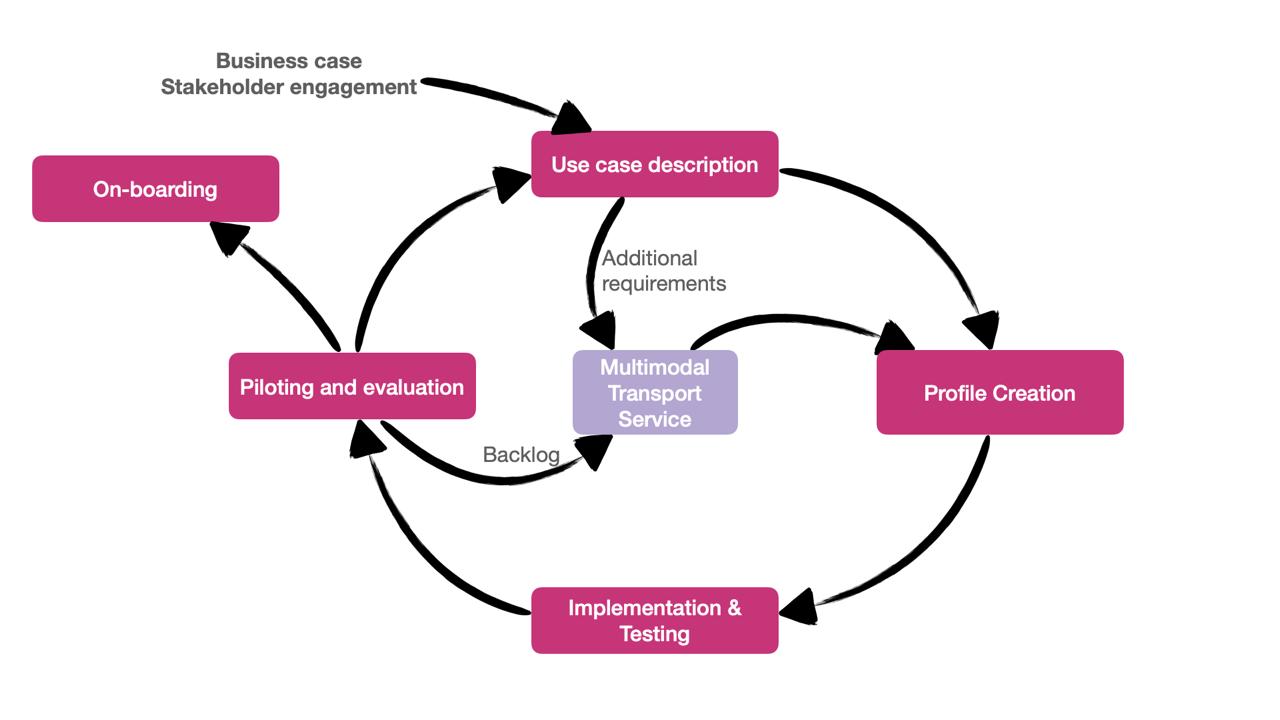 Business case
Stakeholder engagement
Use case description
On-boarding
Additional
requirements
Piloting and evaluation
Multimodal
Transport
Service
Profile Creation
Backlog
Implementation &
Testing